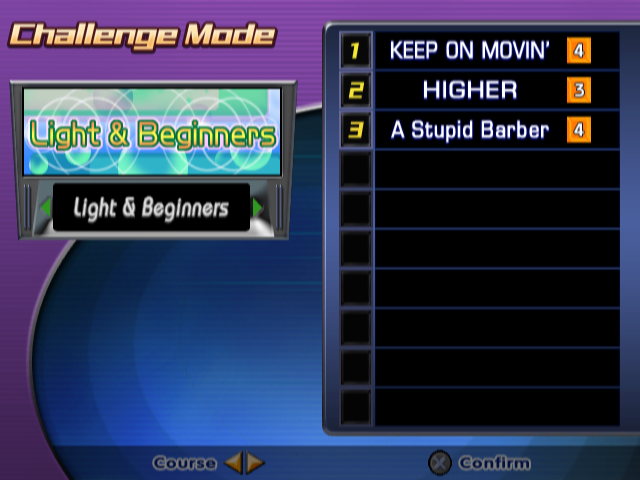 Challenge Mode
Light & Beginners
Light & Beginners
1 KEEP ON MOVIN' 4
2 HIGHER 3
3 A Stupid Barber 4
Course
Confirm